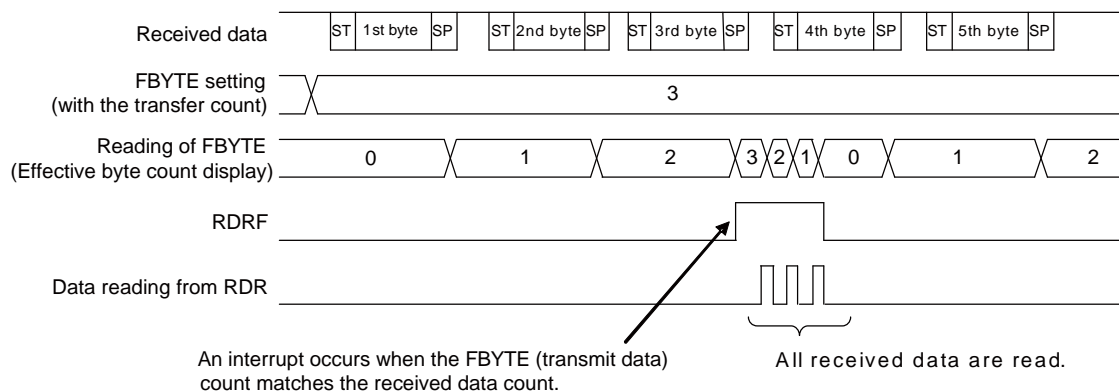 Received data ST 1st byte SP ST 2nd byte SP ST 3rd byte SP ST 4th byte SP ST 5th byte SP
FBYTE setting
(with the transfer count)
3
Reading of FBYTE
(Effective byte count display)
0 1 2 3 2 1 0 1 2
RDRF
Data reading from RDR
An interrupt occurs when the FBYTE (transmit data)
count matches the received data count.
All received data are read.